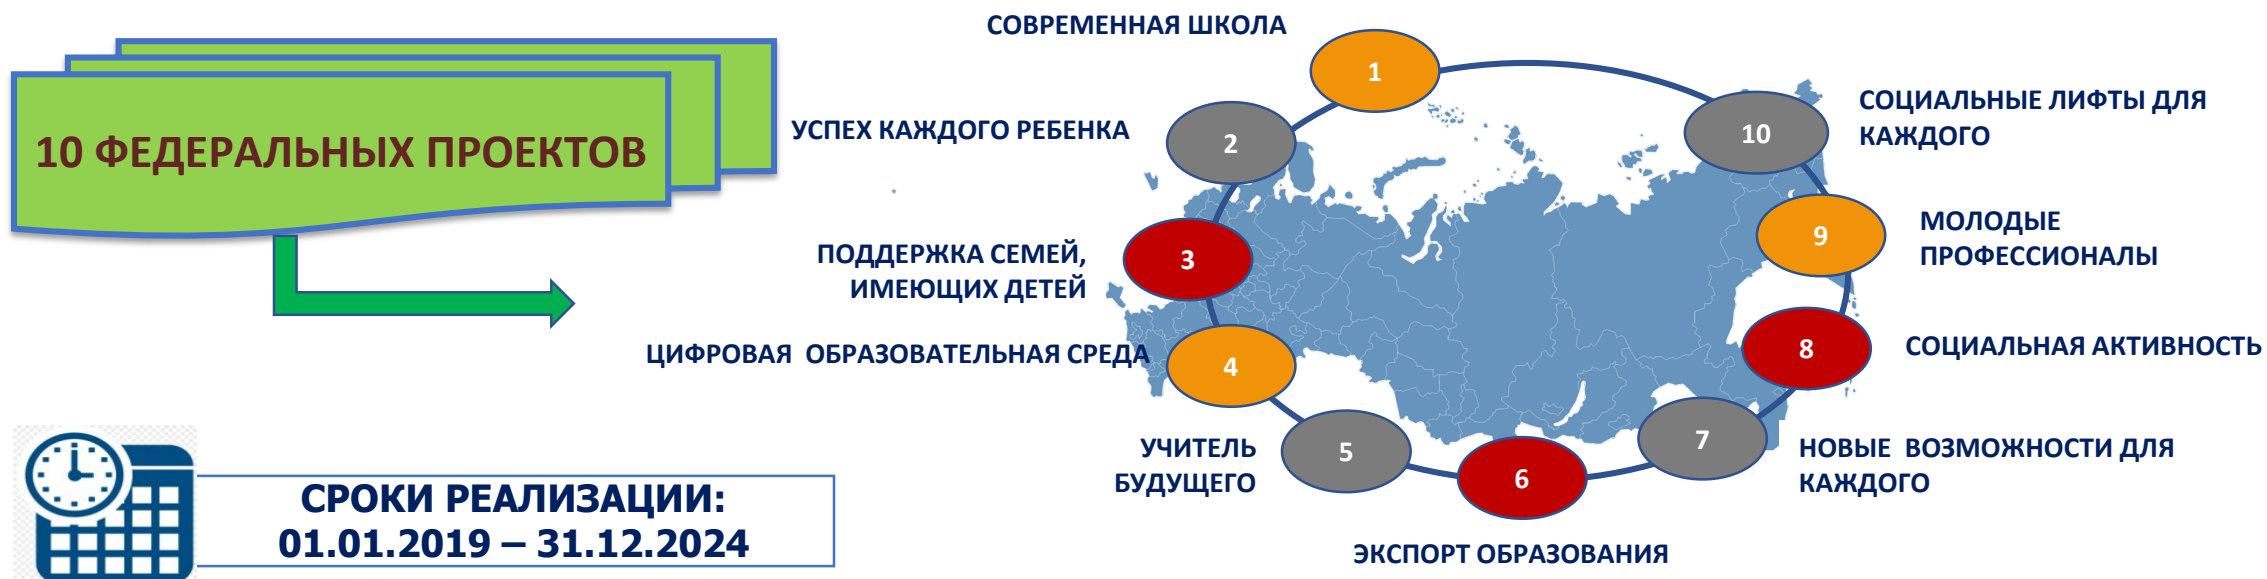 10 ФЕДЕРАЛЬНЫХ ПРОЕКТОВ
СОВРЕМЕННАЯ ШКОЛА
1
УСПЕХ КАЖДОГО РЕБЕНКА
2
ПОДДЕРЖКА СЕМЕЙ,
ИМЕЮЩИХ ДЕТЕЙ
3
ЦИФРОВАЯ ОБРАЗОВАТЕЛЬНАЯ СРЕДА
4
УЧИТЕЛЬ
БУДУЩЕГО
5
6
ЭКСПОРТ ОБРАЗОВАНИЯ
7
НОВЫЕ ВОЗМОЖНОСТИ ДЛЯ
КАЖДОГО
8
СОЦИАЛЬНАЯ АКТИВНОСТЬ
9
МОЛОДЫЕ
ПРОФЕССИОНАЛЫ
10
СОЦИАЛЬНЫЕ ЛИФТЫ ДЛЯ
КАЖДОГО
СРОКИ РЕАЛИЗАЦИИ:
01.01.2019 – 31.12.2024